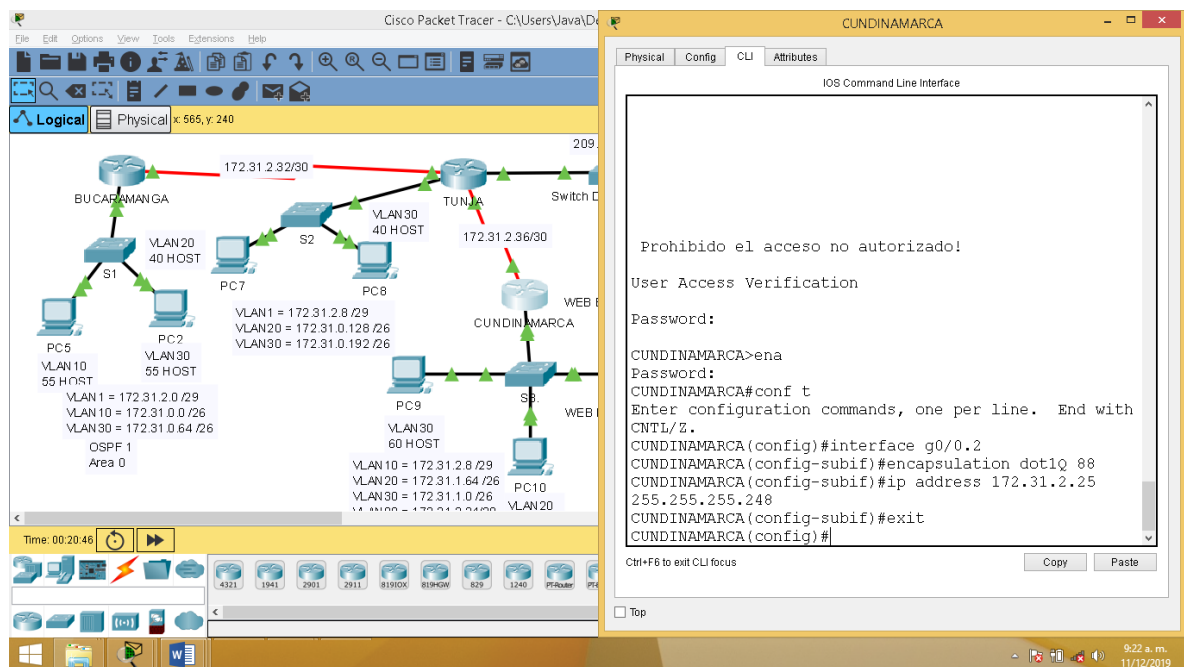 Cisco Packet Tracer - C:\Users\Java\De
File Edit Options View Tools Extensions Help
Logical
Physical
x: 565, y: 240
209.
172.31.2.32/30
BUCARAMANGA
TUNJA
Switch D
VLAN 30
40 HOST
S2
VLAN 20
40 HOST
172.31.2.36/30
S1
PC7
PC8
WEB E
VLAN1 = 172.31.2.8 /29
VLAN20 = 172.31.0.128 /26
VLAN30 = 172.31.0.192 /26
CUNDINAMARCA
PC5
PC2
VLAN 10
55 HOST
VLAN 30
55 HOST
VLAN 1 = 172.31.2.0 /29
VLAN 10 = 172.31.0.0 /26
VLAN 30 = 172.31.0.64 /26
OSPF 1
Area 0
PC9
S3.
WEB
VLAN 30
60 HOST
VLAN 10 = 172.31.2.8 /29
VLAN 20 = 172.31.1.64 /26
VLAN 30 = 172.31.1.0 /26
PC10
VLAN 20
Time: 00:20:46
4321
1941
2901
2911
819IOX
819HGW
829
1240
PT-Router
CUNDINAMARCA
Physical
Config
CLI
Attributes
IOS Command Line Interface
Prohibido el acceso no autorizado!
User Access Verification
Password:
CUNDINAMARCA>ena
Password:
CUNDINAMARCA#conf t
Enter configuration commands, one per line. End with
CNTL/Z.
CUNDINAMARCA(config)#interface g0/0.2
CUNDINAMARCA(config-subif)#encapsulation dot1Q 88
CUNDINAMARCA(config-subif)#ip address 172.31.2.25
255.255.255.248
CUNDINAMARCA(config-subif)#exit
CUNDINAMARCA(config)#
Ctrl+F6 to exit CLI focus
Copy
Paste
Top
9:22 a. m.
11/12/2019